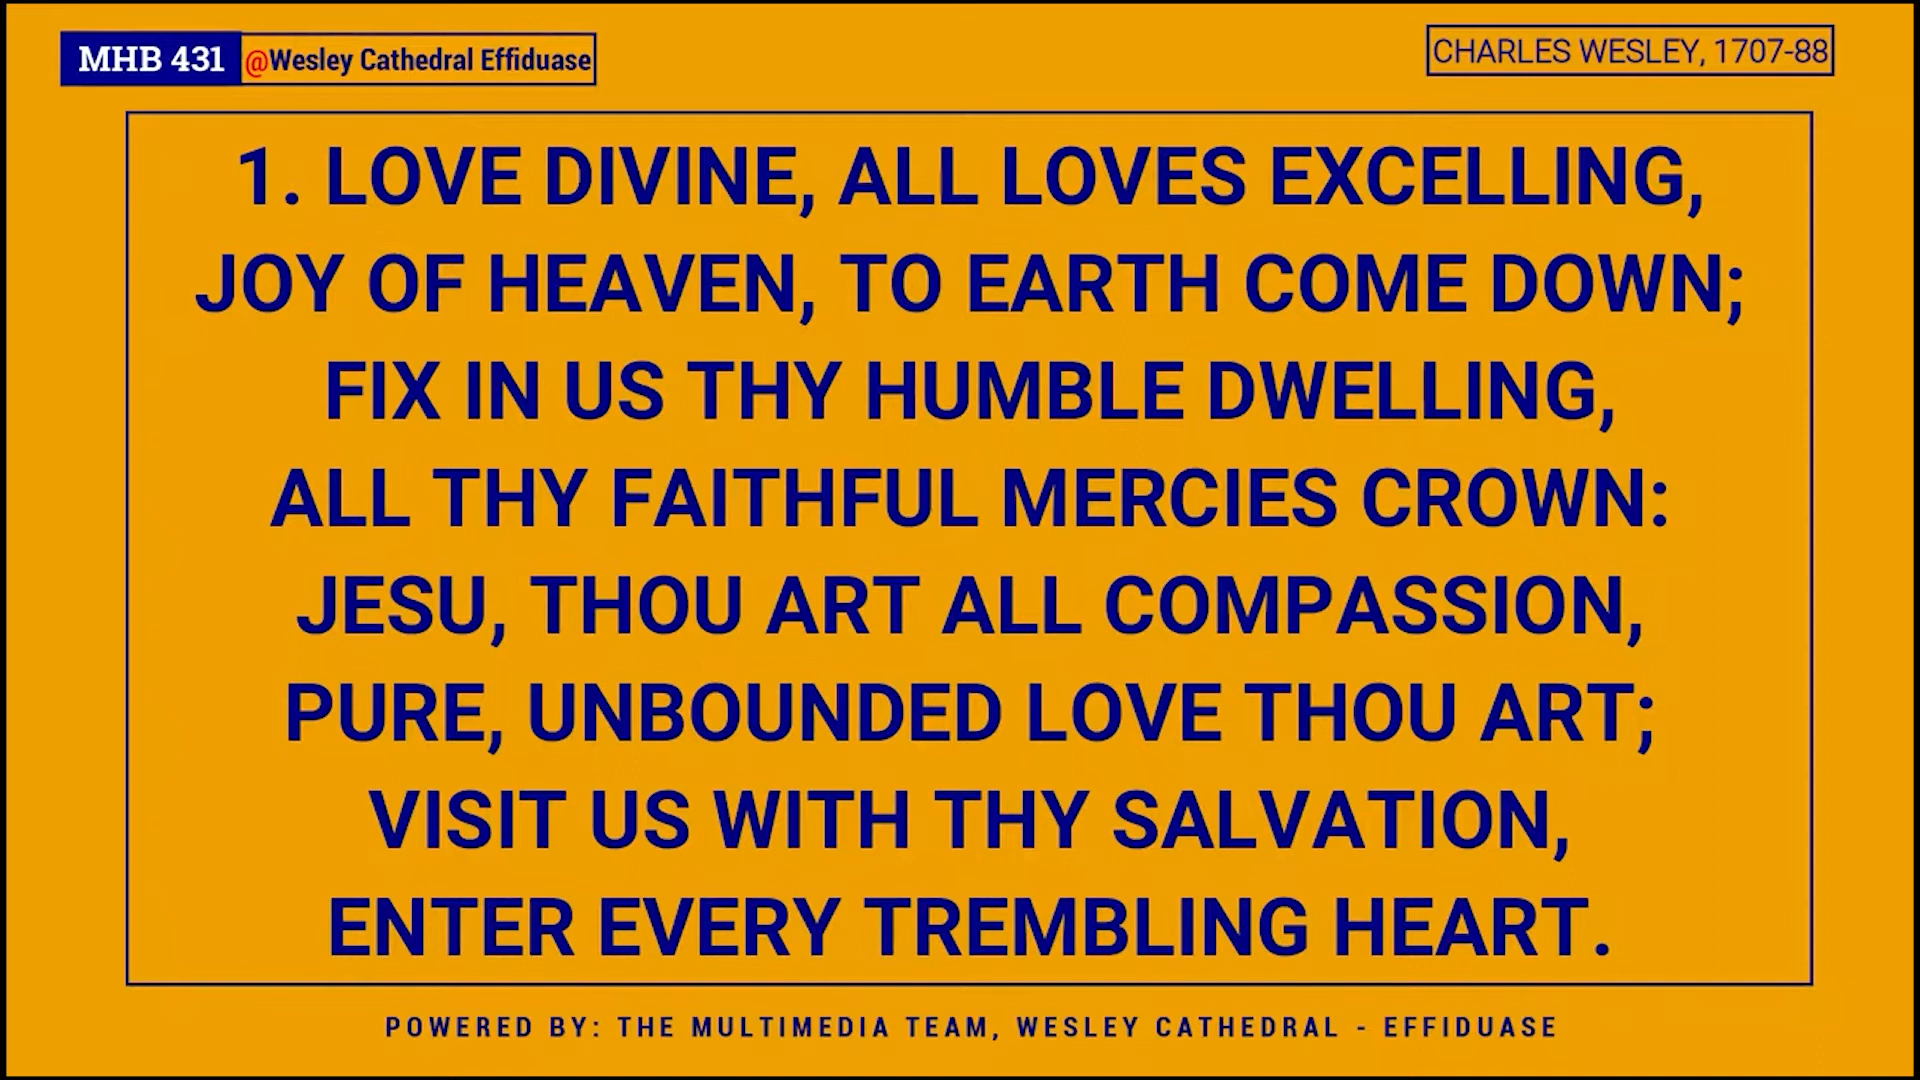 MHB 431 @Wesley Cathedral Effiduase
CHARLES WESLEY, 1707-88
1. LOVE DIVINE, ALL LOVES EXCELLING,
JOY OF HEAVEN, TO EARTH COME DOWN;
FIX IN US THY HUMBLE DWELLING,
ALL THY FAITHFUL MERCIES CROWN:
JESU, THOU ART ALL COMPASSION,
PURE, UNBOUNDED LOVE THOU ART;
VISIT US WITH THY SALVATION,
ENTER EVERY TREMBLING HEART.
POWERED BY: THE MULTIMEDIA TEAM, WESLEY CATHEDRAL - EFFIDUASE